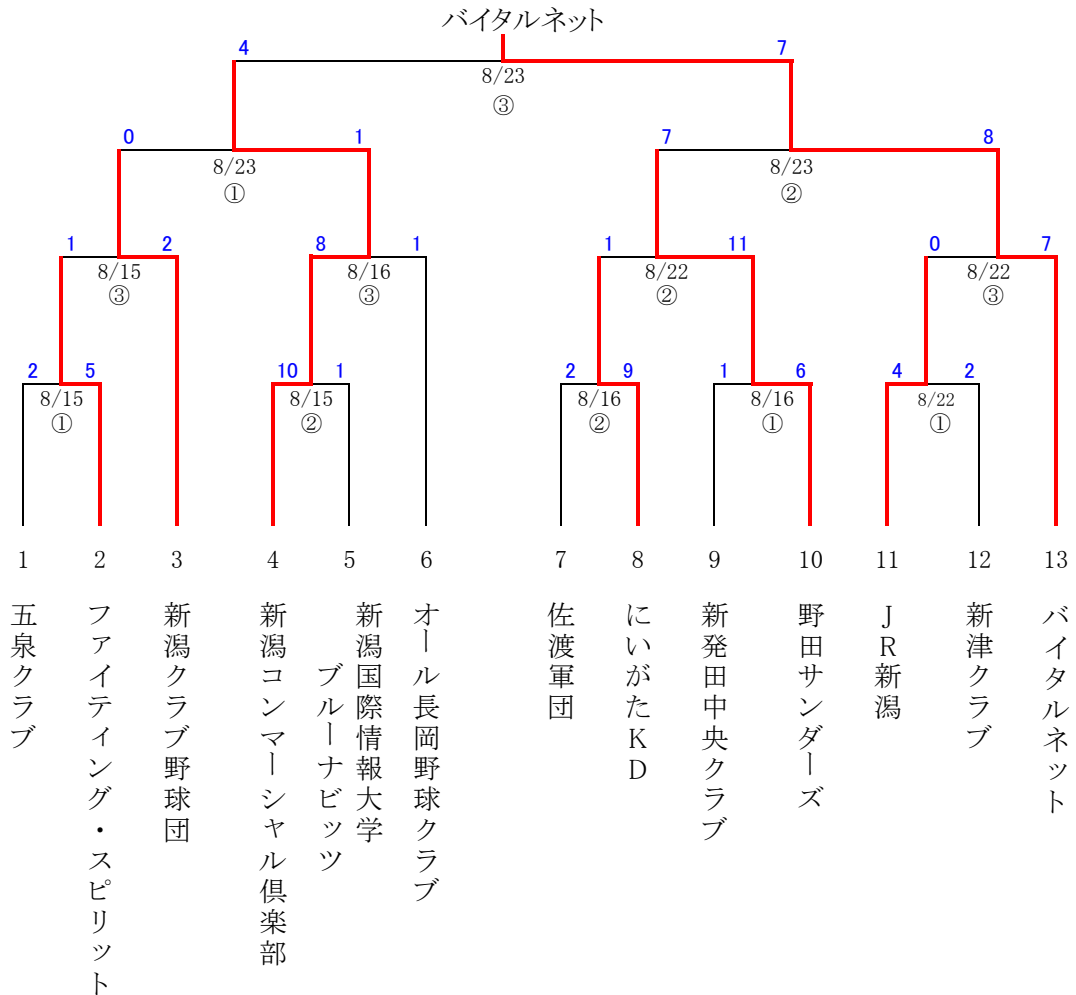 バイタルネット
4 7
8/23
③
0 1 7 8
8/23 8/23
① ②
1 2 8 1 1 11 0 7
8/15 8/16 8/22 8/22
③ ③ ② ③
2 5 10 1 2 9 1 6 4 2
8/15 8/15 8/16 8/16 8/22
① ② ② ① ①
1 2 3 4 5 6 7 8 9 10 11 12 13
五泉クラブ
ファイティング・スピリット
新潟クラブ野球団
新潟コンマーシャル倶楽部
新潟国際情報大学
ブルーナビッツ
オール長岡野球クラブ
佐渡軍団
にいがたKD
新発田中央クラブ
野田サンダーズ
JR新潟
新津クラブ
バイタルネット